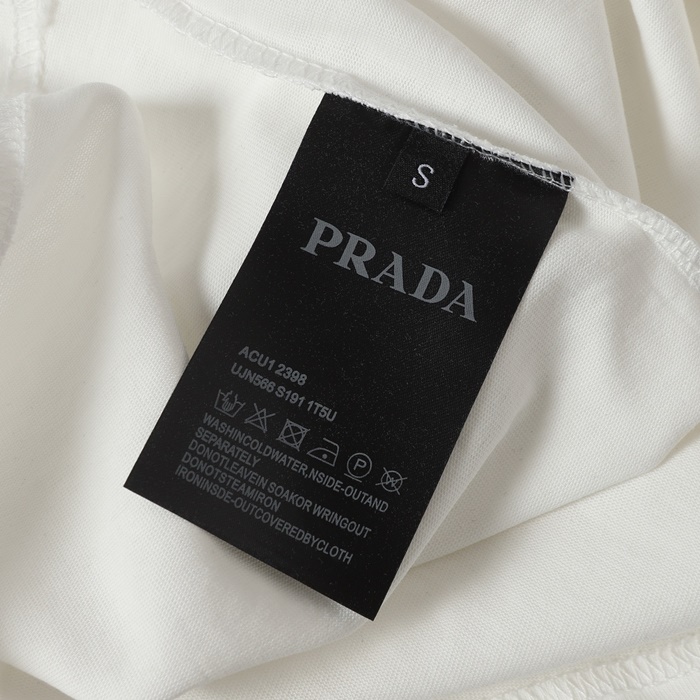 S
PRADA
ACU1 2398
UJN566 S191 1T5U
P
WASHINCOLDWATER,NSIDE-OUTAND
SEPARATELY
DONOTLEAVEIN SOAKOR WRINGOUT
DONOTSTEAMIRON
IRONINSDE-OUTCOVEREDBYCLOTH